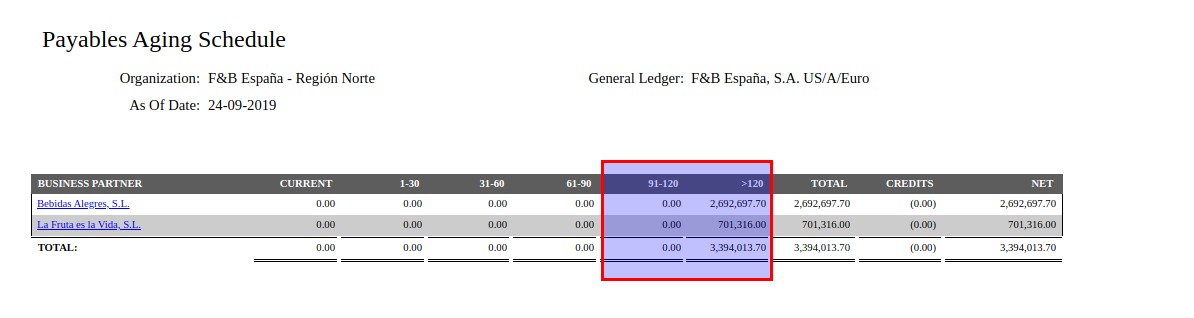 Payables Aging Schedule
Organization: F&B España - Región Norte General Ledger: F&B España, S.A. US/A/Euro
As Of Date: 24-09-2019
BUSINESS PARTNER CURRENT 1-30 31-60 61-90 91-120 >120 TOTAL CREDITS NET
Bebidas Alegres, S.L. 0.00 0.00 0.00 0.00 0.00 2,692,697.70 2,692,697.70 (0.00) 2,692,697.70
La Fruta es la Vida, S.L. 0.00 0.00 0.00 0.00 0.00 701,316.00 701,316.00 (0.00) 701,316.00
TOTAL: 0.00 0.00 0.00 0.00 0.00 3,394,013.70 3,394,013.70 (0.00) 3,394,013.70